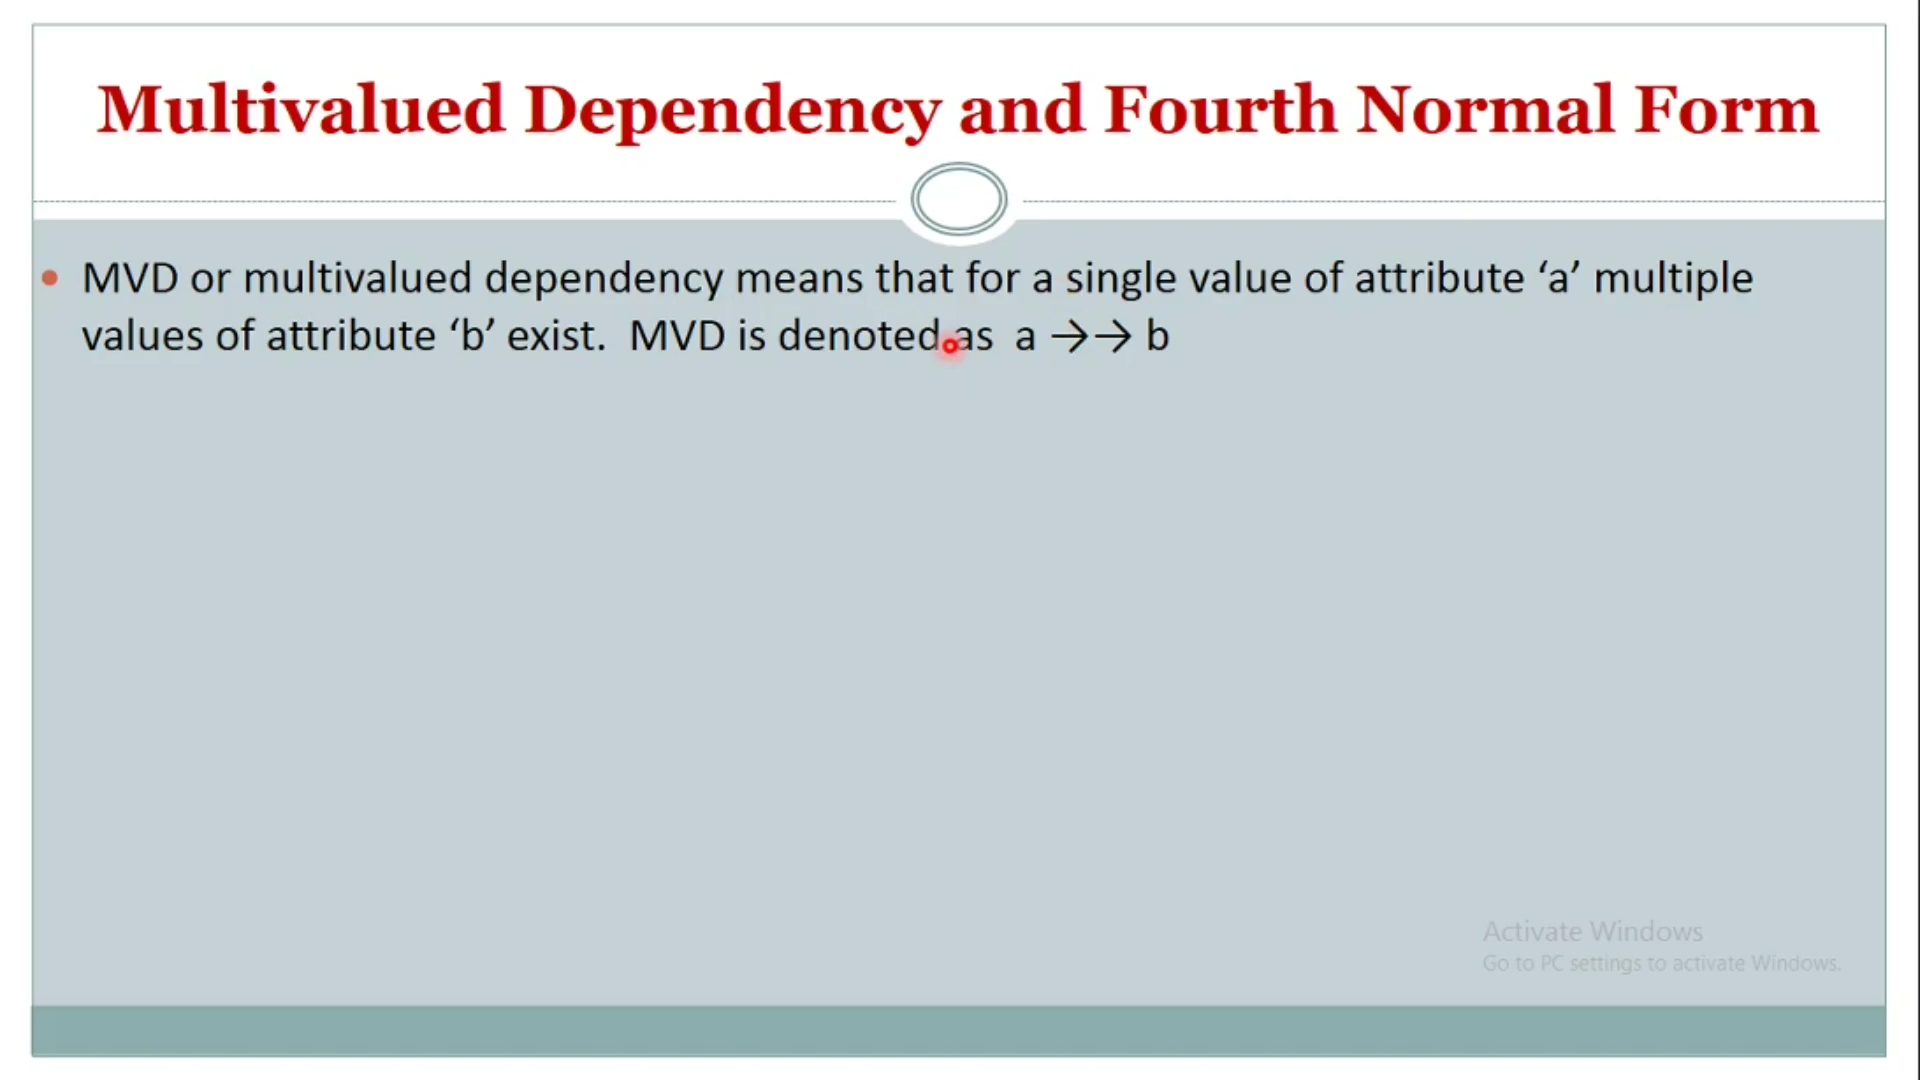 Multivalued Dependency and Fourth Normal Form
• MVD or multivalued dependency means that for a single value of attribute ‘a’ multiple
values of attribute ‘b’ exist.  MVD is denoted as  a →→ b
Activate Windows
Go to PC settings to activate Windows.